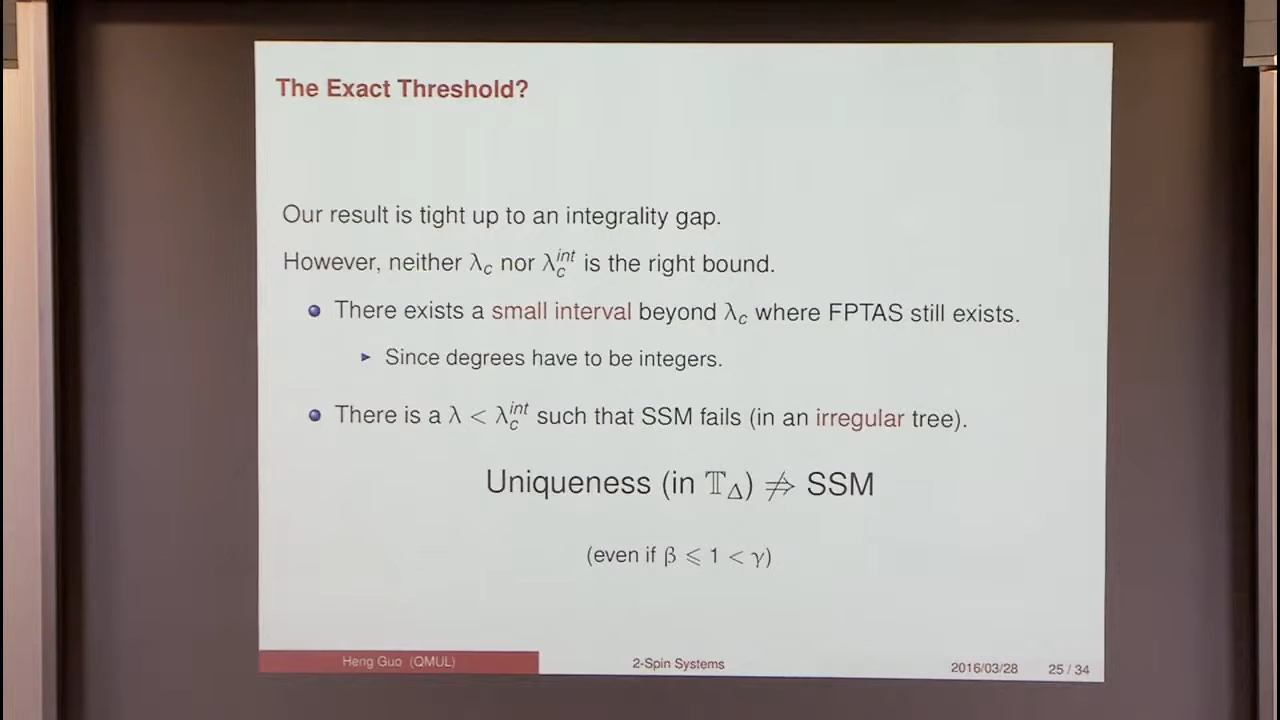 The Exact Threshold?
Our result is tight up to an integrality gap.
However, neither λ_c nor λ_c^{int} is the right bound.
There exists a small interval beyond λ_c where FPTAS still exists.
Since degrees have to be integers.
There is a λ < λ_c^{int} such that SSM fails (in an irregular tree).
Uniqueness (in 𝕋_Δ) ⇏ SSM
(even if β ⩽ 1 < γ)
Heng Guo (QMUL) 2-Spin Systems 2016/03/28 25 / 34